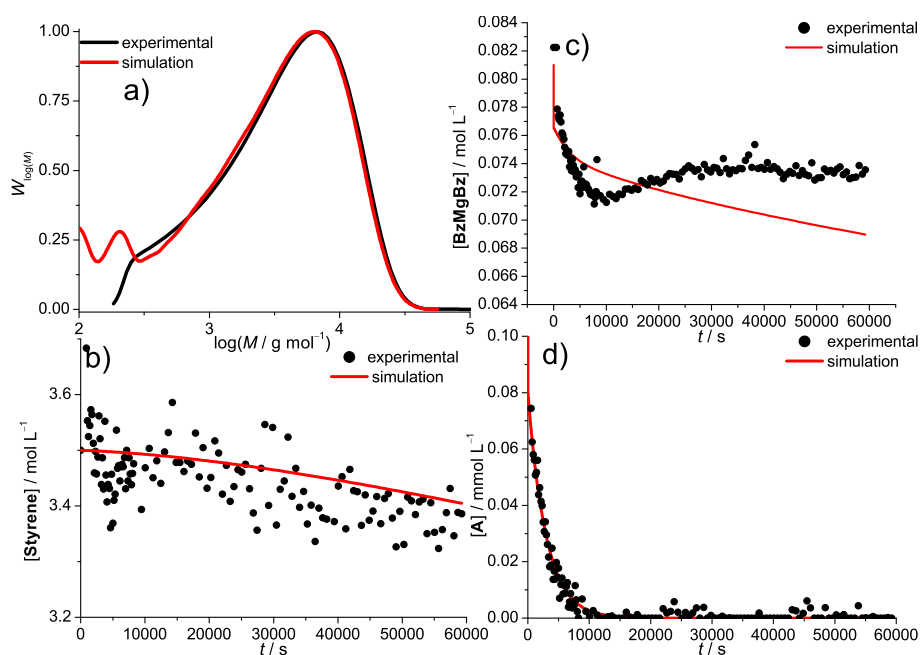 a)
experimental
simulation
1.00
0.75
0.50
0.25
0.00
W_log(M)
2
3
4
5
log(M / g mol⁻¹)
b)
experimental
simulation
3.6
3.4
3.2
[Styrene] / mol L⁻¹
0
10000
20000
30000
40000
50000
60000
t / s
c)
experimental
simulation
0.084
0.082
0.080
0.078
0.076
0.074
0.072
0.070
0.068
0.066
0.064
[BzMgBz] / mol L⁻¹
0
10000
20000
30000
40000
50000
60000
t / s
d)
experimental
simulation
0.10
0.08
0.06
0.04
0.02
0.00
[A] / mmol L⁻¹
0
10000
20000
30000
40000
50000
60000
t / s